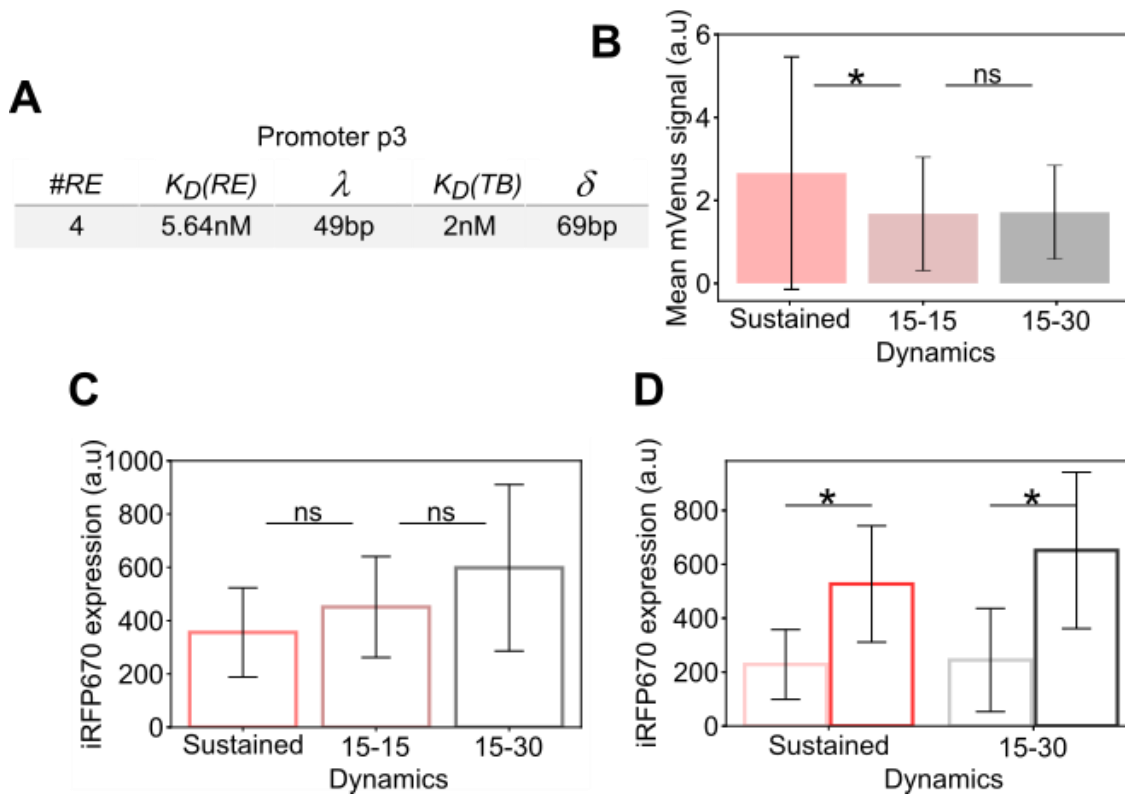 A
Promoter p3
#RE K_D(RE) λ K_D(TB) δ
4 5.64nM 49bp 2nM 69bp
B
Mean mVenus signal (a.u)
6
4
2
0
* ns
Sustained 15-15 15-30
Dynamics
C
iRFP670 expression (a.u)
1000
800
600
400
200
0
ns ns
Sustained 15-15 15-30
Dynamics
D
iRFP670 expression (a.u)
800
600
400
200
0
* *
Sustained 15-30
Dynamics